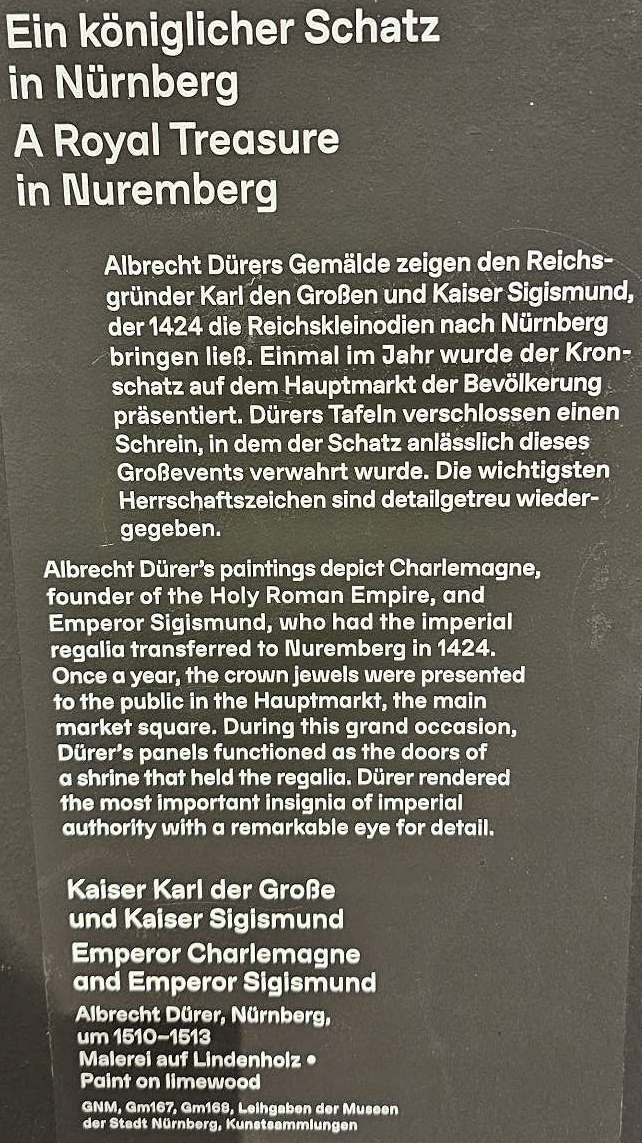 Ein königlicher Schatz
in Nürnberg
A Royal Treasure
in Nuremberg
Albrecht Dürers Gemälde zeigen den Reichs-
gründer Karl den Großen und Kaiser Sigismund,
der 1424 die Reichskleinodien nach Nürnberg
bringen ließ. Einmal im Jahr wurde der Kron-
schatz auf dem Hauptmarkt der Bevölkerung
präsentiert. Dürers Tafeln verschlossen einen
Schrein, in dem der Schatz anlässlich dieses
Großevents verwahrt wurde. Die wichtigsten
Herrschaftszeichen sind detailgetreu wieder-
gegeben.
Albrecht Dürer's paintings depict Charlemagne,
founder of the Holy Roman Empire, and
Emperor Sigismund, who had the imperial
regalia transferred to Nuremberg in 1424.
Once a year, the crown jewels were presented
to the public in the Hauptmarkt, the main
market square. During this grand occasion,
Dürer's panels functioned as the doors of
a shrine that held the regalia. Dürer rendered
the most important insignia of imperial
authority with a remarkable eye for detail.
Kaiser Karl der Große
und Kaiser Sigismund
Emperor Charlemagne
and Emperor Sigismund
Albrecht Dürer, Nürnberg,
um 1510–1513
Malerei auf Lindenholz •
Paint on limewood
GNM, Gm167, Gm168, Leihgaben der Museen
der Stadt Nürnberg, Kunstsammlungen